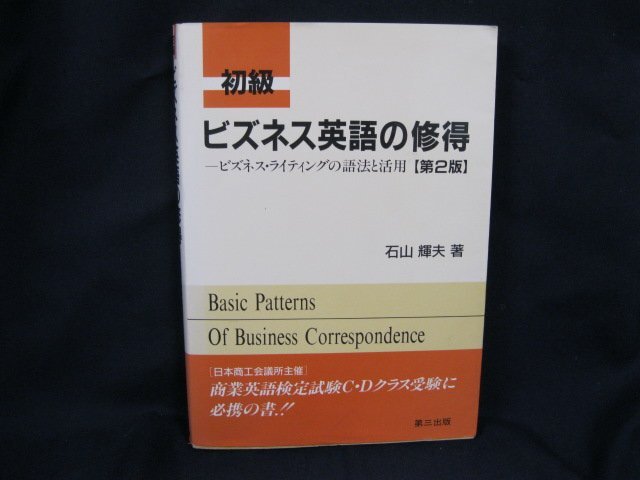 初級
ビズネス英語の修得
―ビズネス・ライティングの語法と活用【第2版】
石山 輝夫 著
Basic Patterns
Of Business Correspondence
［日本商工会議所主催］
商業英語検定試験C・Dクラス受験に
必携の書!!
第三出版